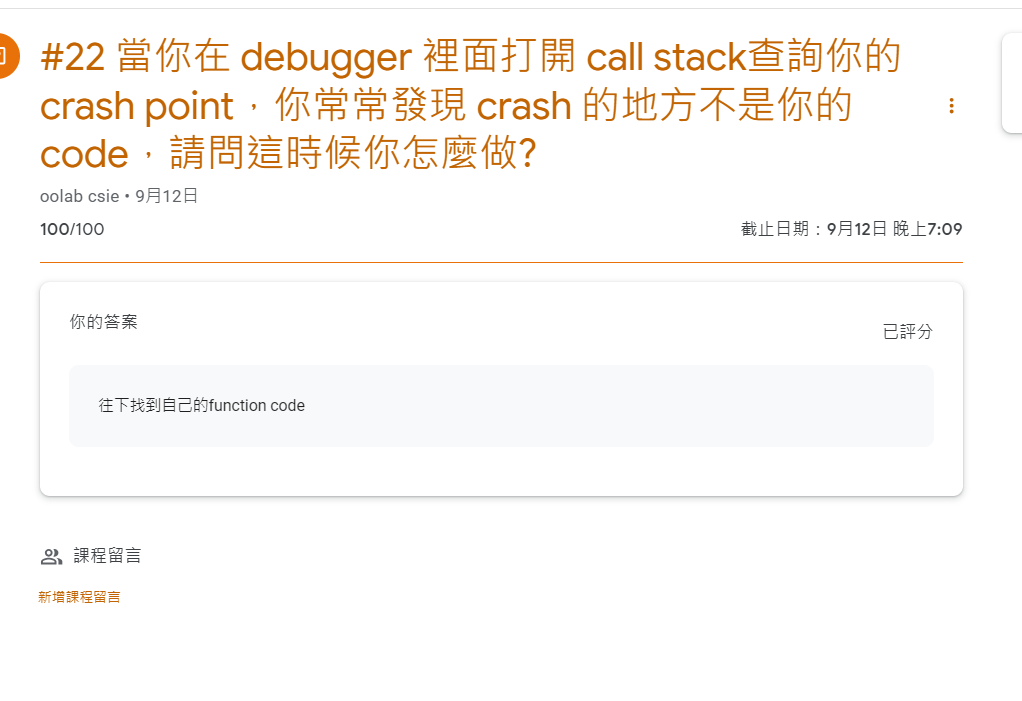 #22 當你在 debugger 裡面打開 call stack查詢你的
crash point，你常常發現 crash 的地方不是你的
code，請問這時候你怎麼做?
oolab csie • 9月12日
100/100
截止日期：9月12日 晚上7:09
你的答案
已評分
往下找到自己的function code
課程留言
新增課程留言